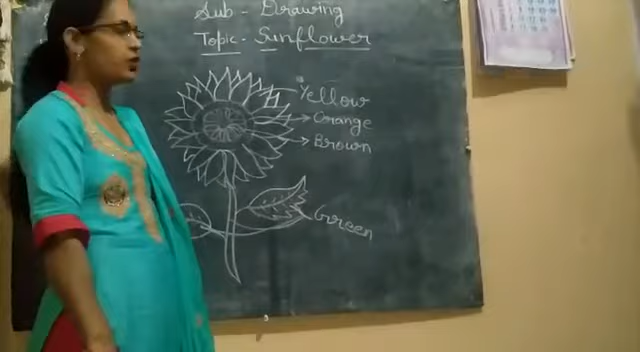 Sub - Drawing
Topic - Sunflower
Yellow
Orange
Brown
Green